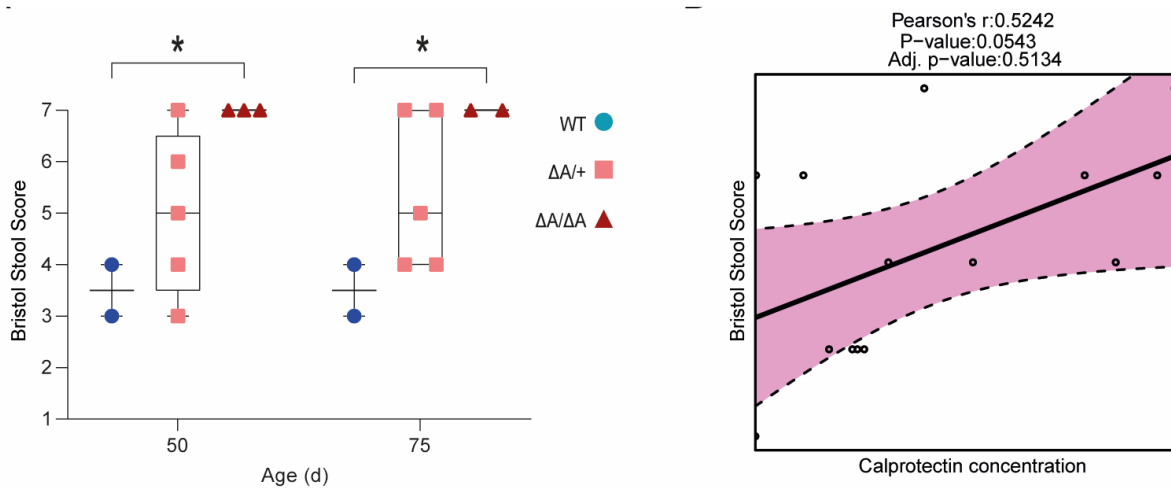 Pearson's r:0.5242
P-value:0.0543
Adj. p-value:0.5134
* *
7
6
5
4
3
2
1
Bristol Stool Score
50 75
Age (d)
WT
ΔA/+
ΔA/ΔA
Bristol Stool Score
Calprotectin concentration